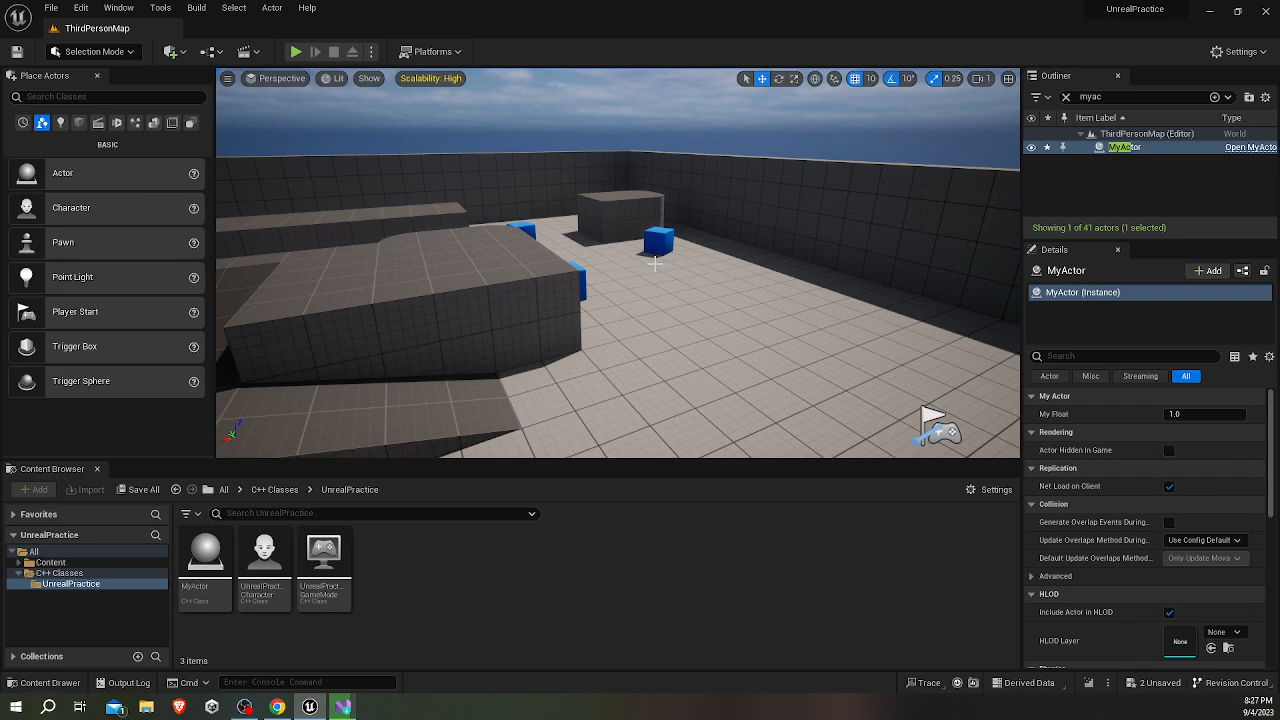 File Edit Window Tools Build Select Actor Help
UnrealPractice
ThirdPersonMap
Selection Mode
Platforms
Settings
Place Actors
Search Classes
BASIC
Actor
Character
Pawn
Point Light
Player Start
Trigger Box
Trigger Sphere
Perspective Lit Show Scalability: High
10 10° 0.25 1
Outliner
myac
Item Label Type
ThirdPersonMap (Editor) World
MyActor Open MyActo
Showing 1 of 41 actors (1 selected)
Details
MyActor
Add
MyActor (Instance)
Search
Actor Misc Streaming All
My Actor
My Float 1.0
Rendering
Actor Hidden In Game
Replication
Net Load on Client
Collision
Generate Overlap Events During...
Update Overlaps Method During... Use Config Default
Default Update Overlaps Method... Only Update Mova
Advanced
HLOD
Include Actor in HLOD
HLOD Layer None None
Content Browser
Add Import Save All All C++ Classes UnrealPractice Settings
Favorites
Search UnrealPractice
UnrealPractice
All
Content
C++ Classes
UnrealPractice
Collections
MyActor
C++ Class
UnrealPract...
Character
C++ Class
UnrealPract...
GameMode
C++ Class
3 items
Content Drawer Output Log Cmd Enter Console Command Trace Derived Data 2 Unsaved Revision Control
8:27 PM
9/4/2023